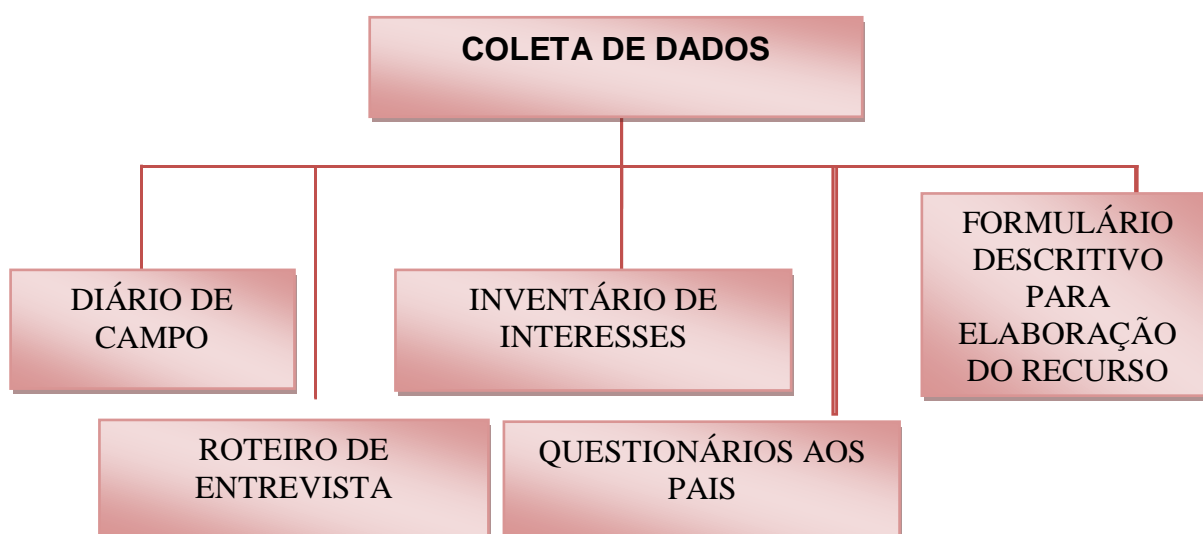 COLETA DE DADOS
DIÁRIO DE
CAMPO
INVENTÁRIO DE
INTERESSES
FORMULÁRIO
DESCRITIVO
PARA
ELABORAÇÃO
DO RECURSO
ROTEIRO DE
ENTREVISTA
QUESTIONÁRIOS AOS
PAIS